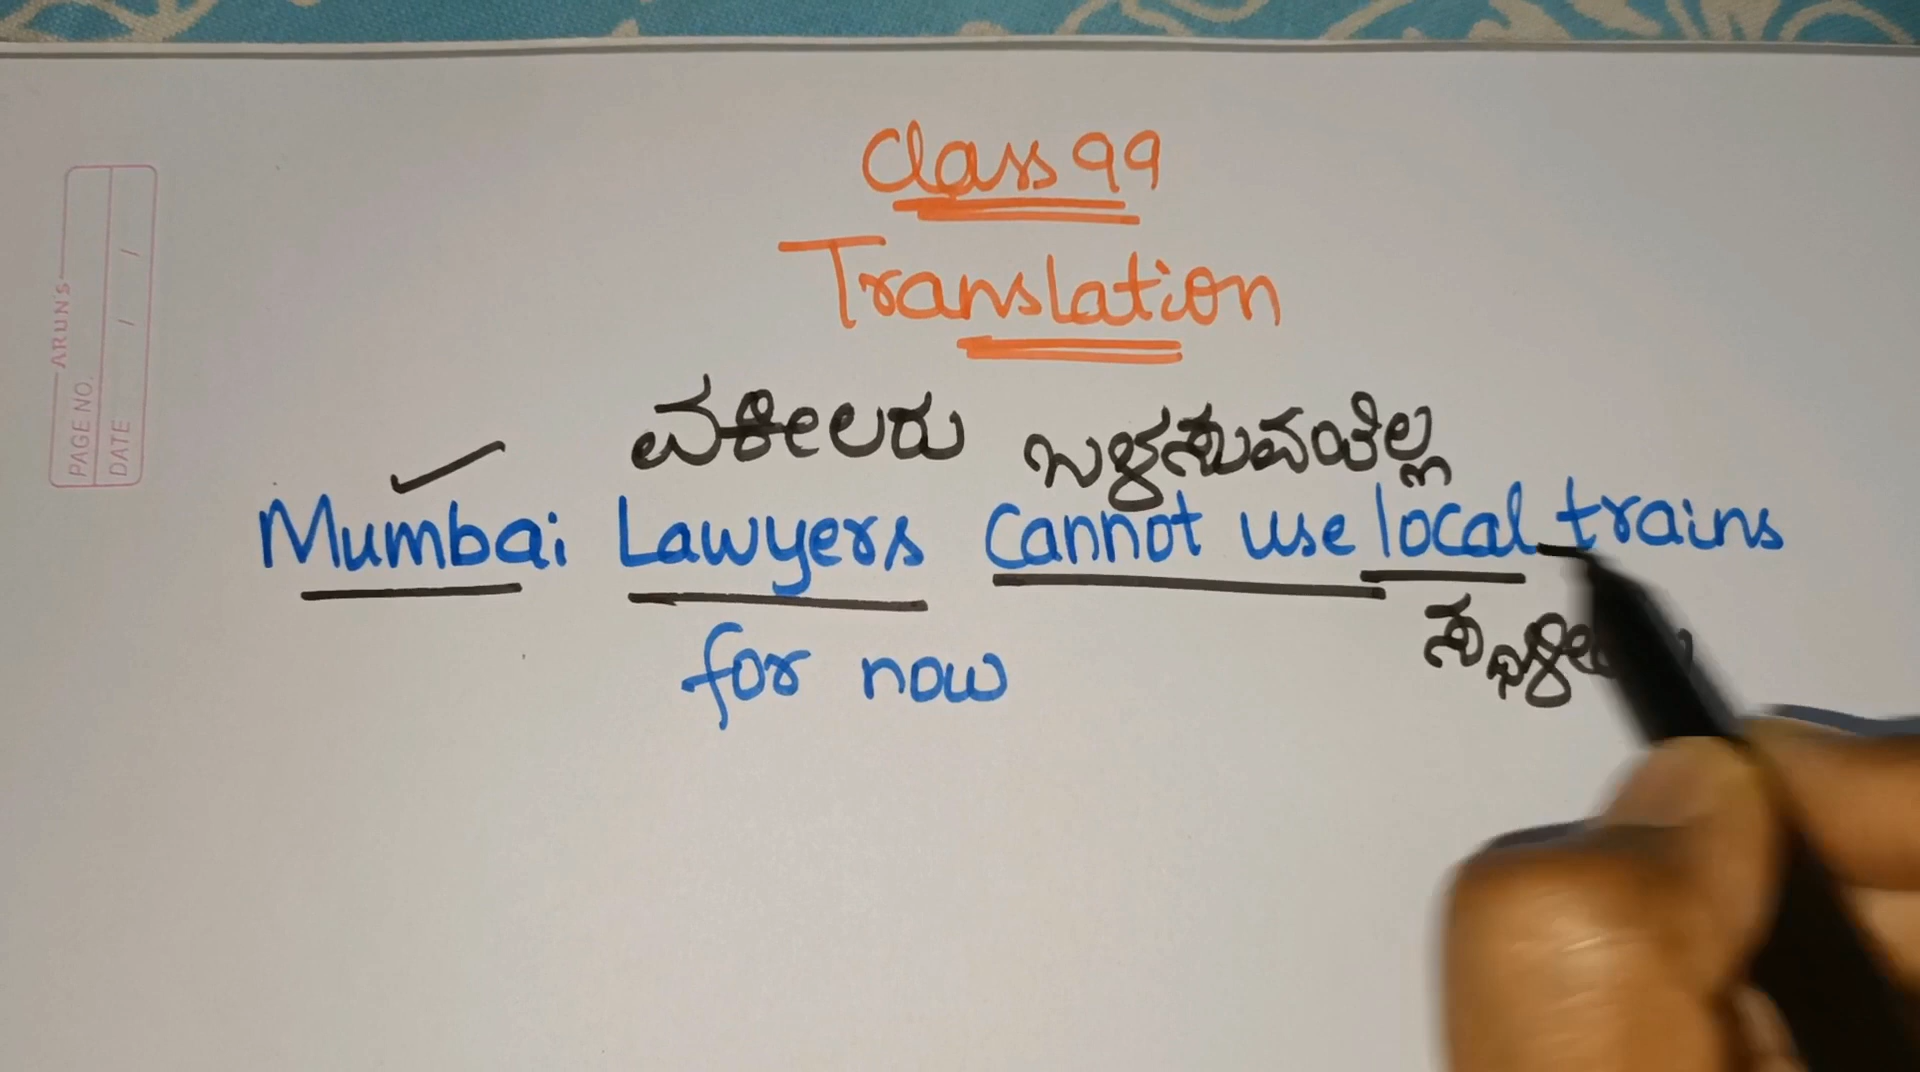 Class 99
Translation
ವಕೀಲರು ಬಳಸುವಂತಿಲ್ಲ
Mumbai Lawyers cannot use local trains
for now
ARUN'S
PAGE NO.
DATE / /